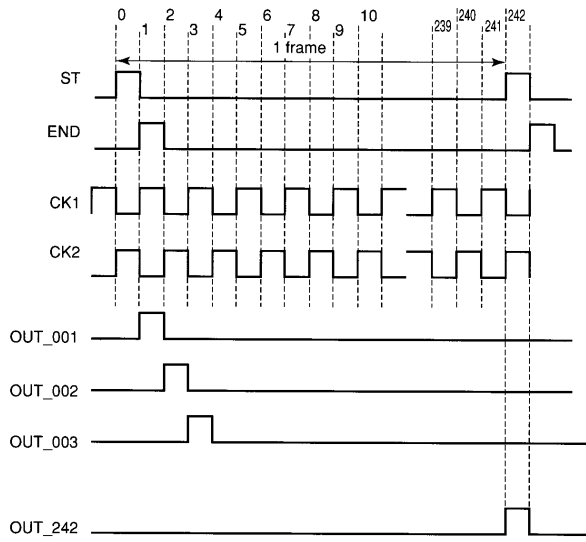 0 2 4 6 8 10 240 242
1 3 5 7 9 239 241
1 frame
ST
END
CK1
CK2
OUT_001
OUT_002
OUT_003
OUT_242